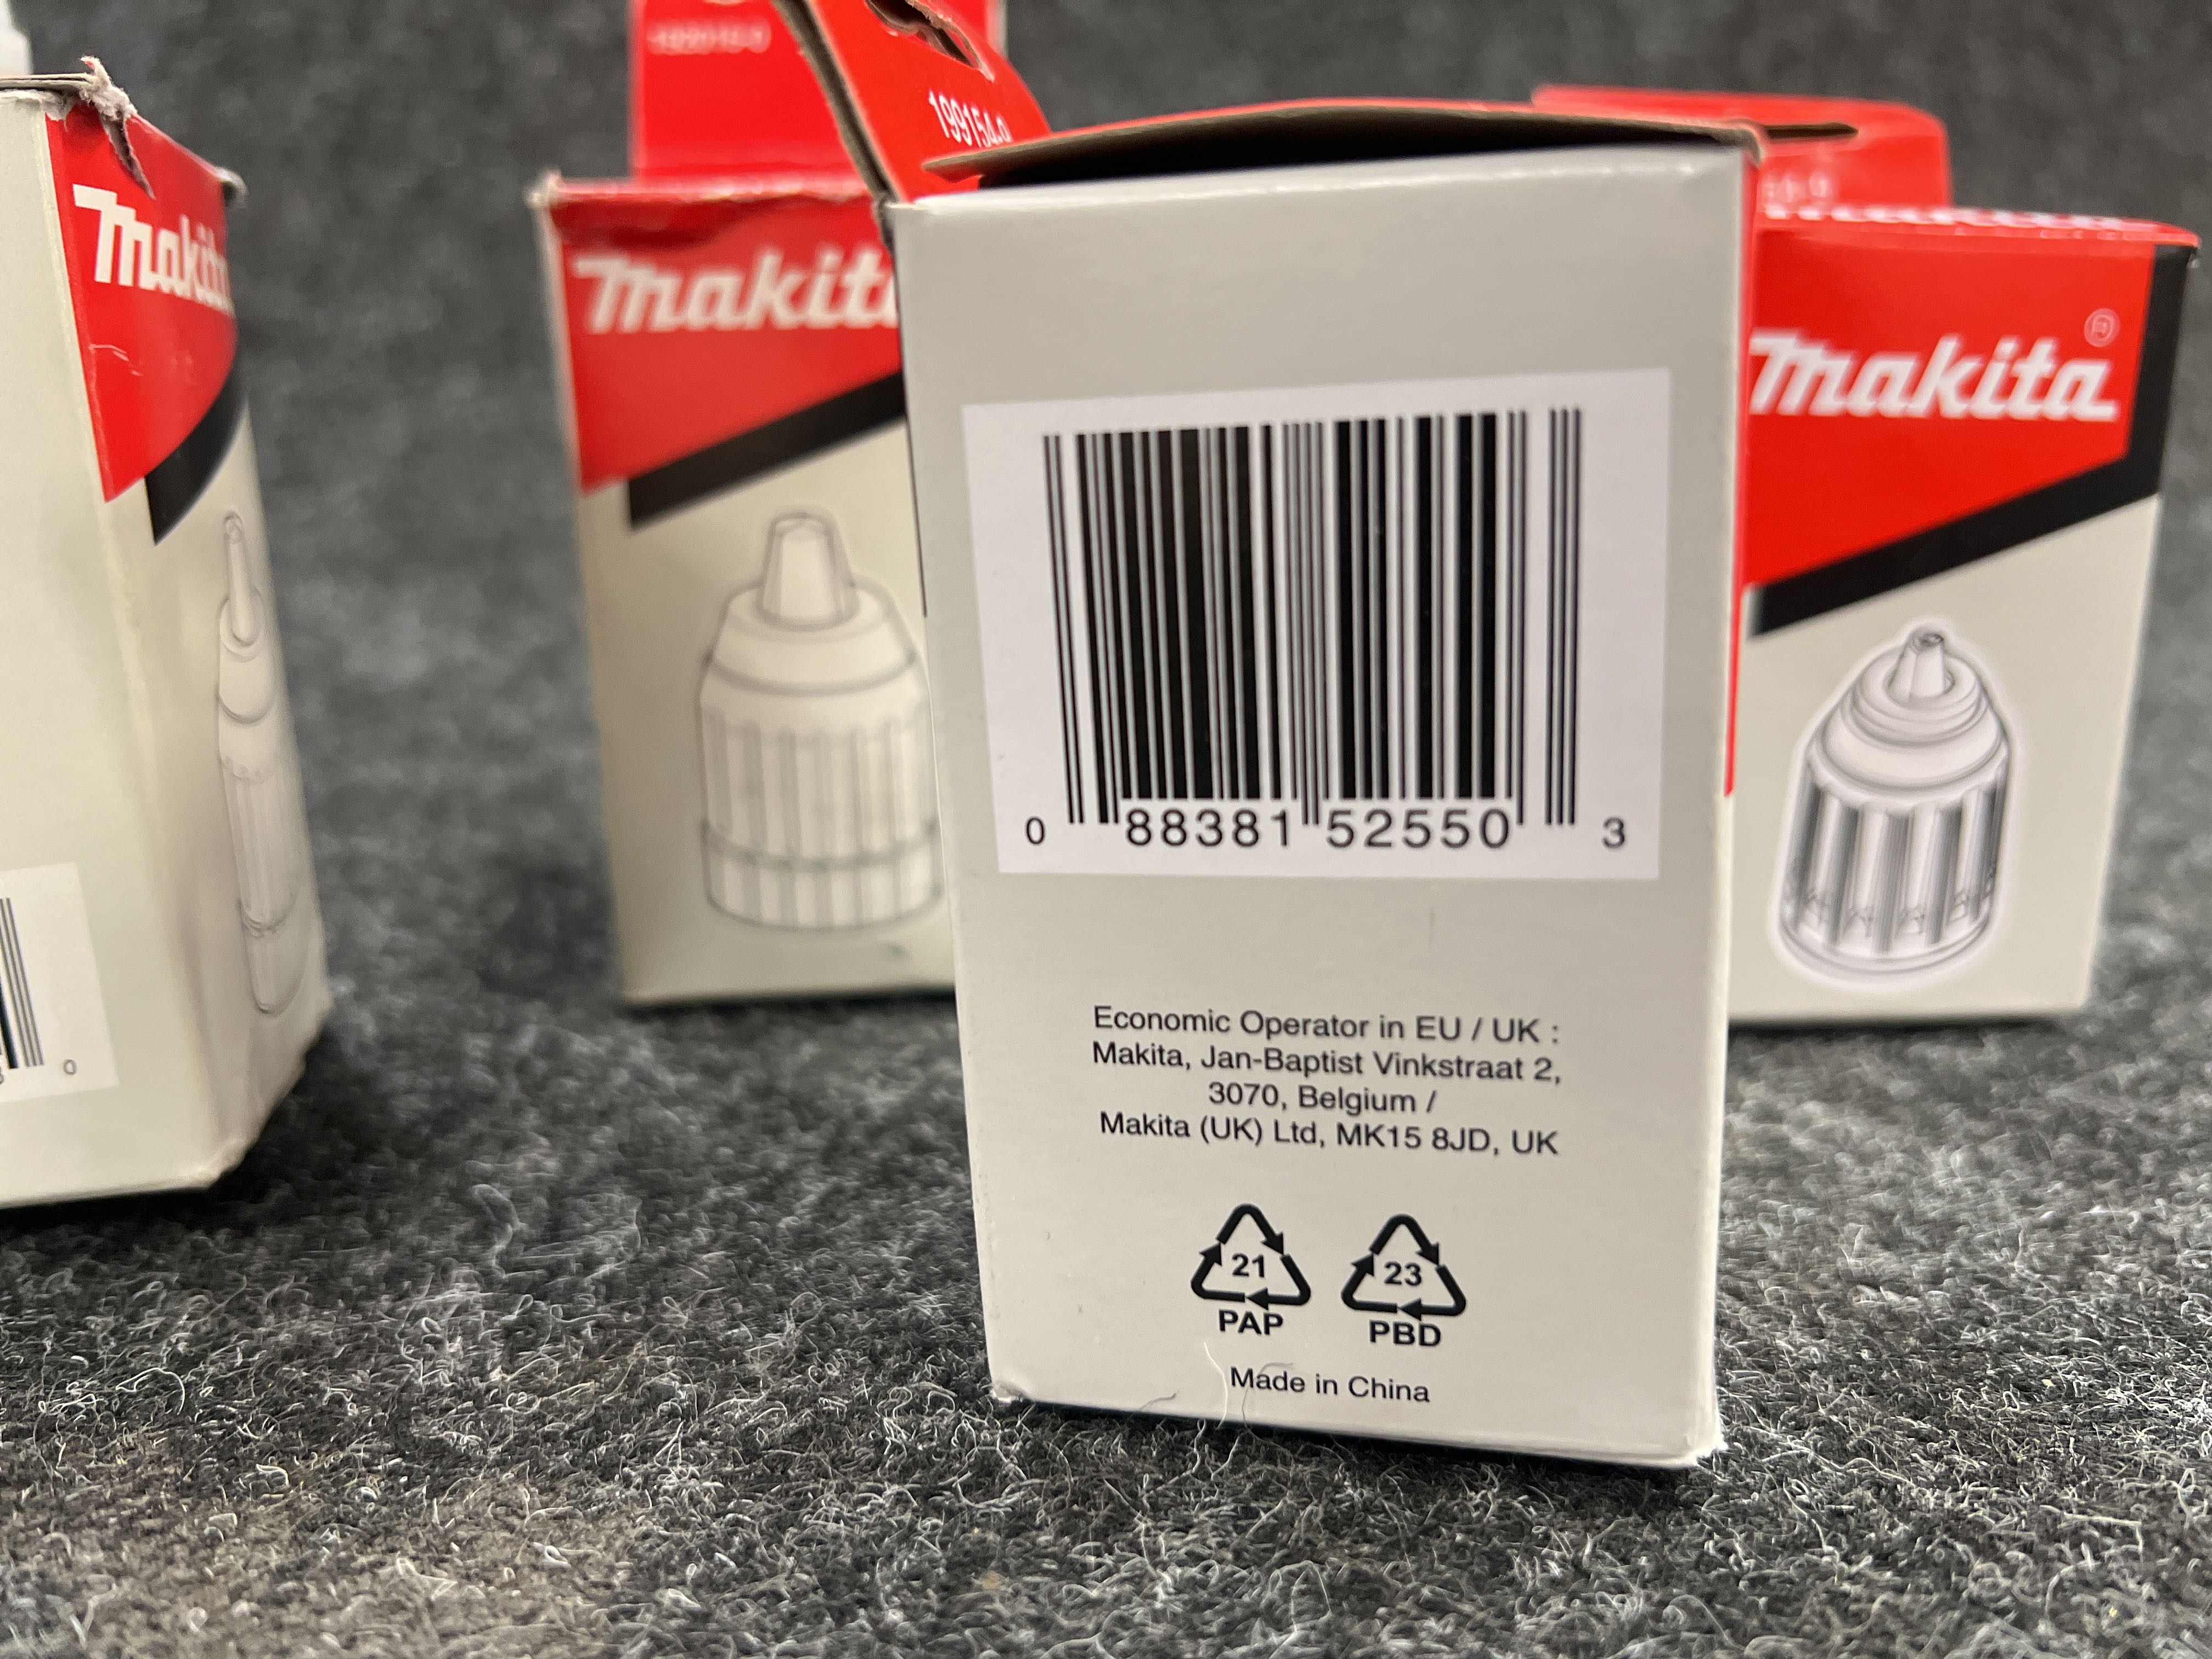 199154-9
makita
makita
makita®
0 88381 52550 3
Economic Operator in EU / UK :
Makita, Jan-Baptist Vinkstraat 2,
3070, Belgium /
Makita (UK) Ltd, MK15 8JD, UK
21
PAP
23
PBD
Made in China
0